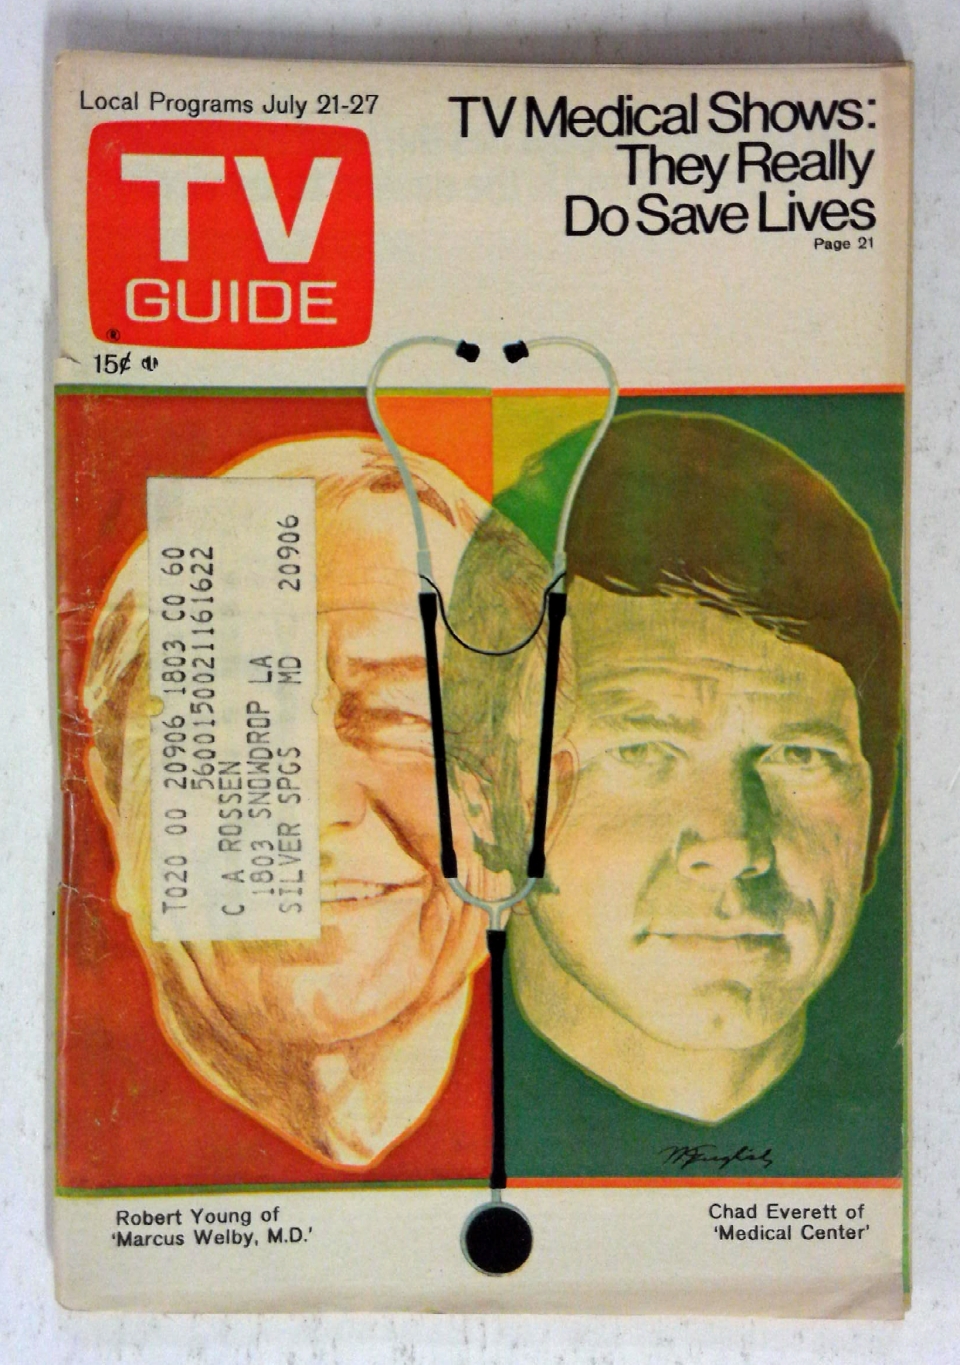 Local Programs July 21-27
TV
GUIDE
®
15¢
TV Medical Shows:
They Really
Do Save Lives
Page 21
T020 00 20906 1803 CO 60
560015002116 1622
C A ROSSEN
1803 SNOWDROP LA
SILVER SPGS MD 20906
Robert Young of
'Marcus Welby, M.D.'
Chad Everett of
'Medical Center'